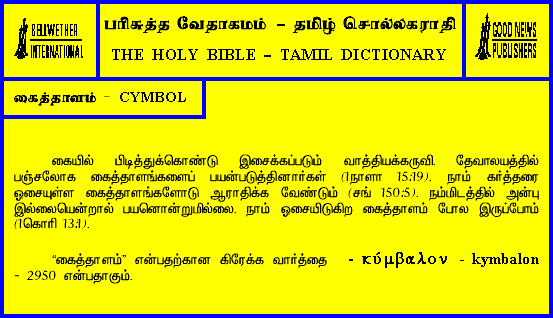 BELLWETHER
INTERNATIONAL
பரிசுத்த வேதாகமம் – தமிழ் சொல்லகராதி
THE HOLY BIBLE – TAMIL DICTIONARY
GOOD NEWS
PUBLISHERS
கைத்தாளம் – CYMBOL
கையில் பிடித்துக்கொண்டு இசைக்கப்படும் வாத்தியக்கருவி. தேவாலயத்தில்
பஞ்சலோக கைத்தாளங்களைப் பயன்படுத்தினார்கள் (1நாளா 15:19). நாம் கர்த்தரை
ஓசையுள்ள கைத்தாளங்களோடு ஆராதிக்க வேண்டும் (சங் 150:5). நம்மிடத்தில் அன்பு
இல்லையென்றால் பயனொன்றுமில்லை. நாம் ஓசையிடுகிற கைத்தாளம் போல இருப்போம்
(1கொரி 13:1).
“கைத்தாளம்” என்பதற்கான கிரேக்க வார்த்தை - κύμβαλον - kymbalon
– 2950 என்பதாகும்.